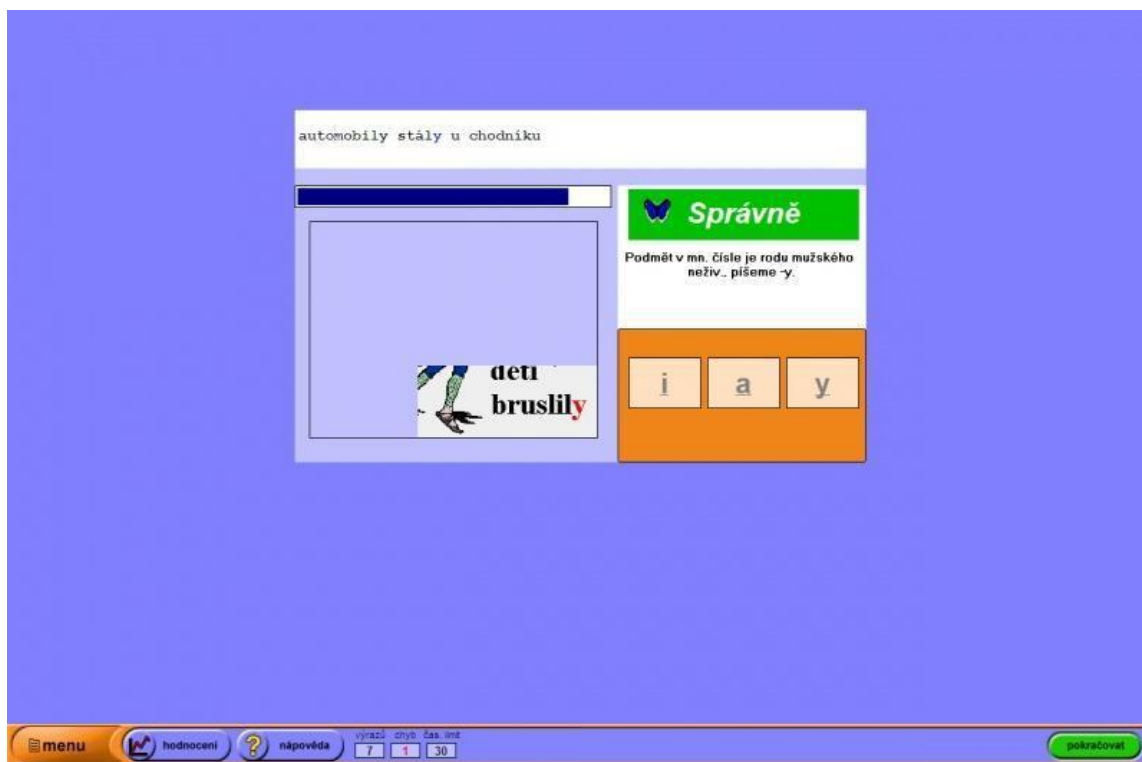 automobily stály u chodníku
Správně
Podmět v mn. čísle je rodu mužského
neživ., píšeme -y.
děti
bruslily
i a y
menu
hodnocení
nápověda
výrazů chyb čas. limit
7 1 30
pokračovat